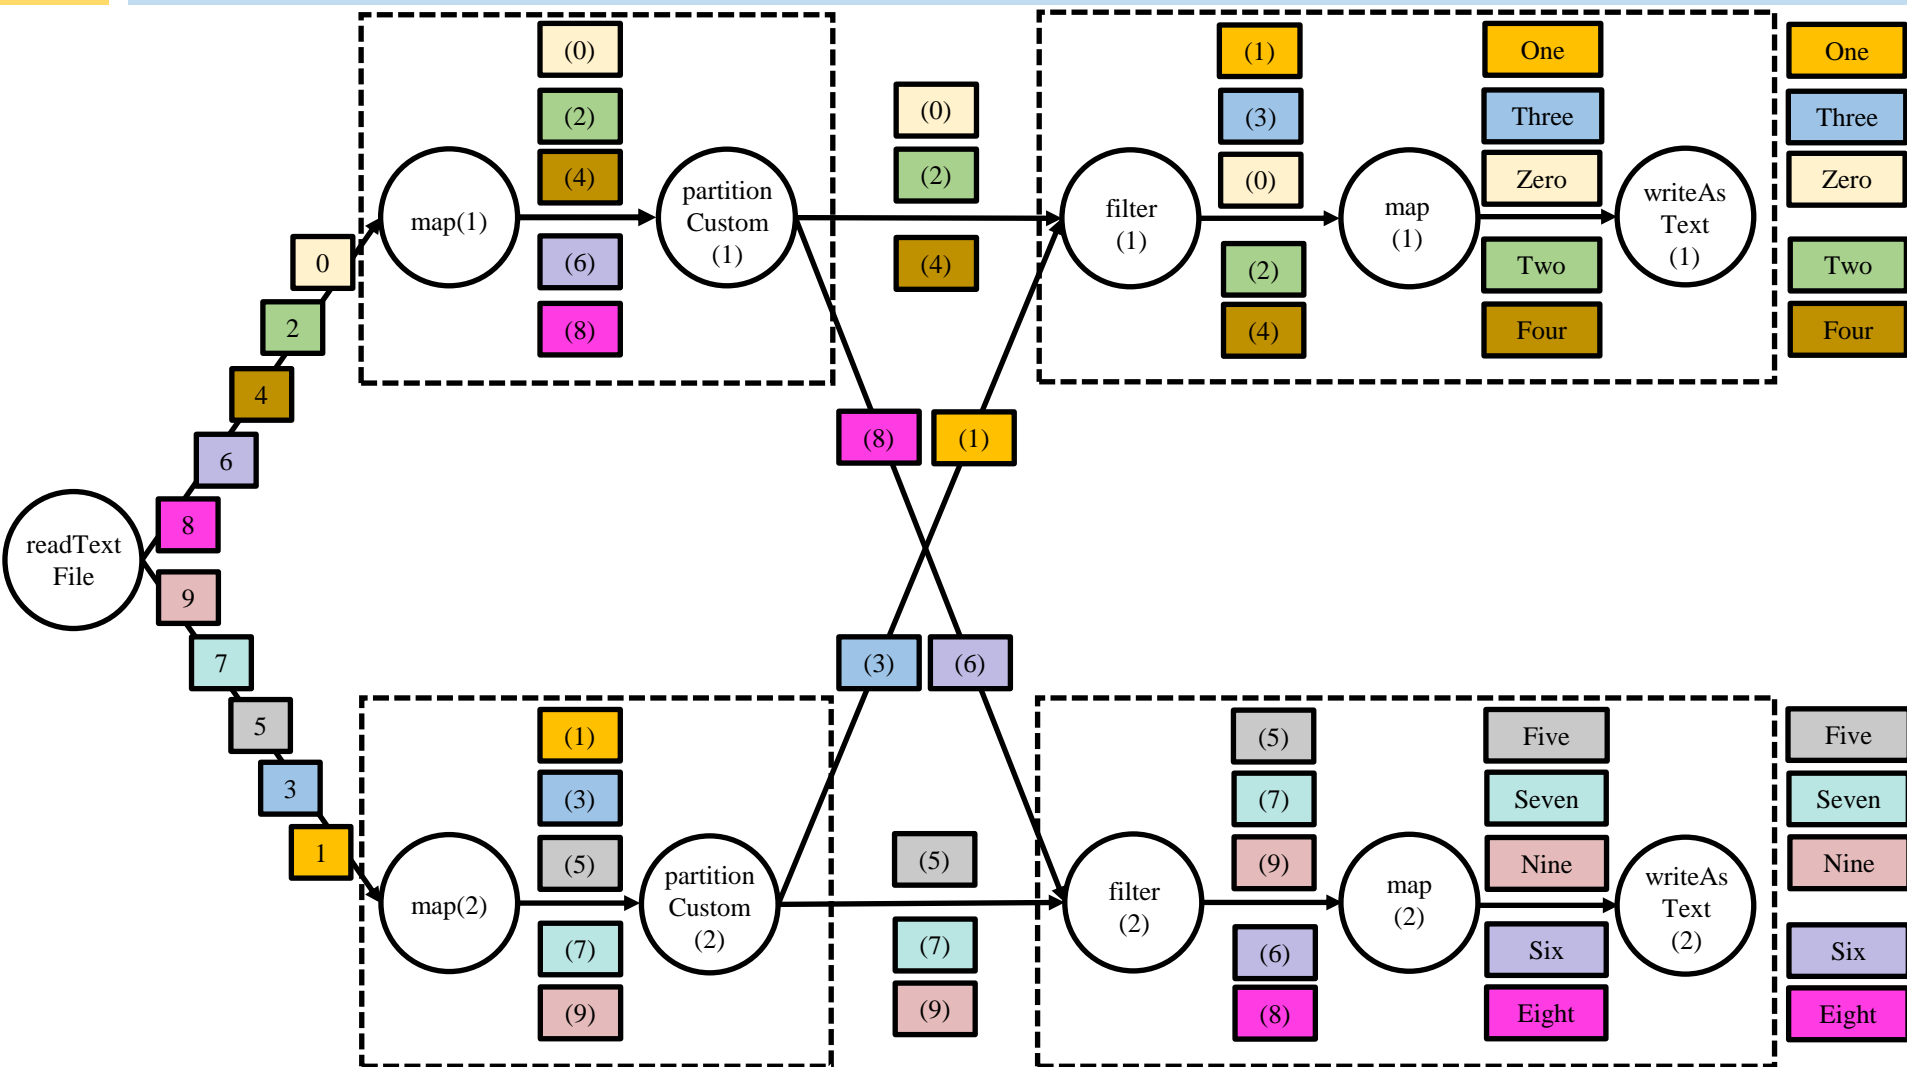 readText
File
0
2
4
6
8
9
7
5
3
1
map(1)
(0)
(2)
(4)
(6)
(8)
partition
Custom
(1)
(0)
(2)
(4)
(8)
(1)
(3)
(6)
filter
(1)
(1)
(3)
(0)
(2)
(4)
map
(1)
One
Three
Zero
Two
Four
writeAs
Text
(1)
One
Three
Zero
Two
Four
map(2)
(1)
(3)
(5)
(7)
(9)
partition
Custom
(2)
(5)
(7)
(9)
filter
(2)
(5)
(7)
(9)
(6)
(8)
map
(2)
Five
Seven
Nine
Six
Eight
writeAs
Text
(2)
Five
Seven
Nine
Six
Eight